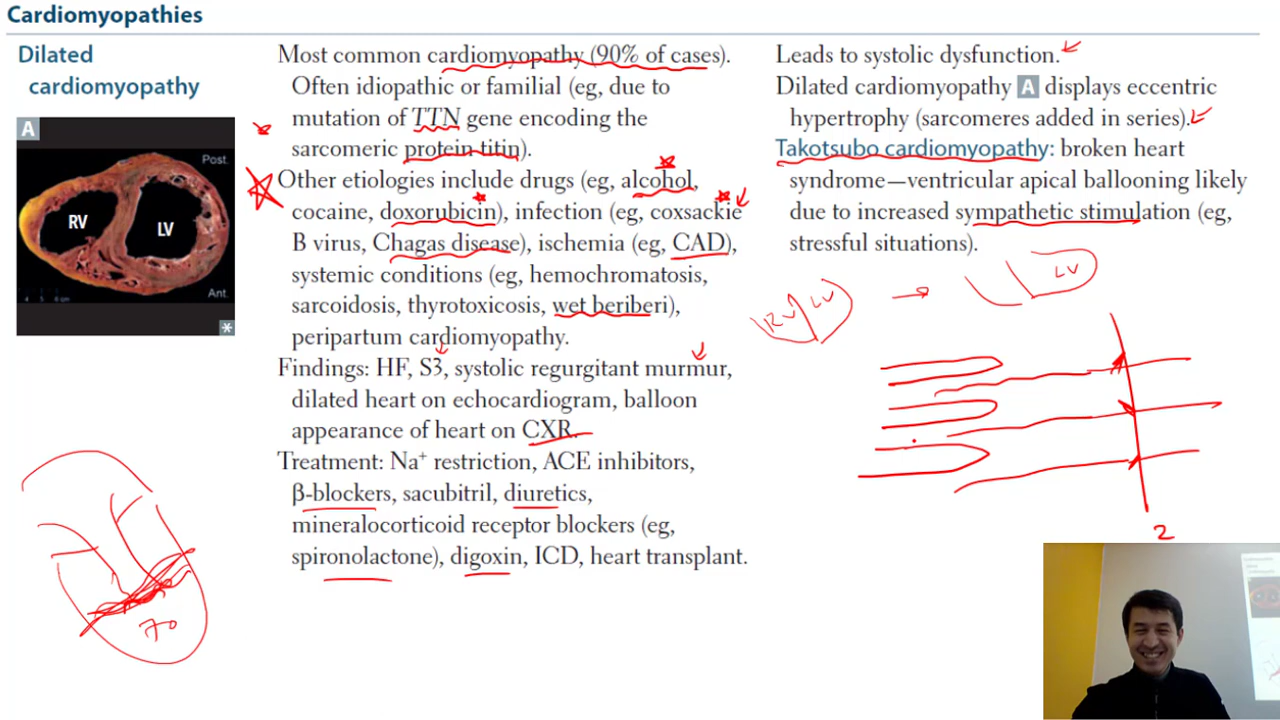 Cardiomyopathies
Dilated
cardiomyopathy
A
Post.
RV
LV
4 5 6 cm
Ant.
*
Most common cardiomyopathy (90% of cases).
Often idiopathic or familial (eg, due to
mutation of TTN gene encoding the
sarcomeric protein titin).
Other etiologies include drugs (eg, alcohol,
cocaine, doxorubicin), infection (eg, coxsackie
B virus, Chagas disease), ischemia (eg, CAD),
systemic conditions (eg, hemochromatosis,
sarcoidosis, thyrotoxicosis, wet beriberi),
peripartum cardiomyopathy.
Findings: HF, S3, systolic regurgitant murmur,
dilated heart on echocardiogram, balloon
appearance of heart on CXR.
Treatment: Na⁺ restriction, ACE inhibitors,
β-blockers, sacubitril, diuretics,
mineralocorticoid receptor blockers (eg,
spironolactone), digoxin, ICD, heart transplant.
Leads to systolic dysfunction.
Dilated cardiomyopathy A displays eccentric
hypertrophy (sarcomeres added in series).
Takotsubo cardiomyopathy: broken heart
syndrome—ventricular apical ballooning likely
due to increased sympathetic stimulation (eg,
stressful situations).
RV LV
LV
70